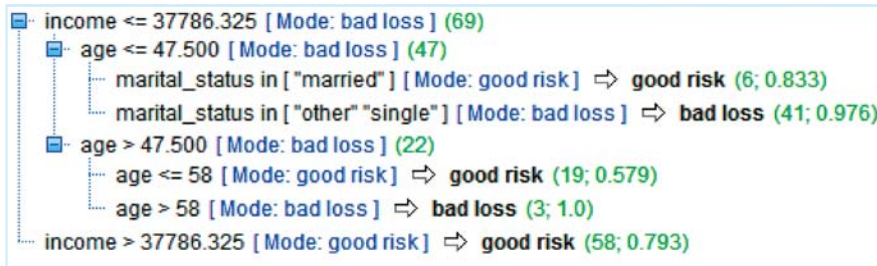 income <= 37786.325 [ Mode: bad loss ] (69)
age <= 47.500 [ Mode: bad loss ] (47)
marital_status in [ "married" ] [ Mode: good risk ] ⇨ good risk (6; 0.833)
marital_status in [ "other" "single" ] [ Mode: bad loss ] ⇨ bad loss (41; 0.976)
age > 47.500 [ Mode: bad loss ] (22)
age <= 58 [ Mode: good risk ] ⇨ good risk (19; 0.579)
age > 58 [ Mode: bad loss ] ⇨ bad loss (3; 1.0)
income > 37786.325 [ Mode: good risk ] ⇨ good risk (58; 0.793)